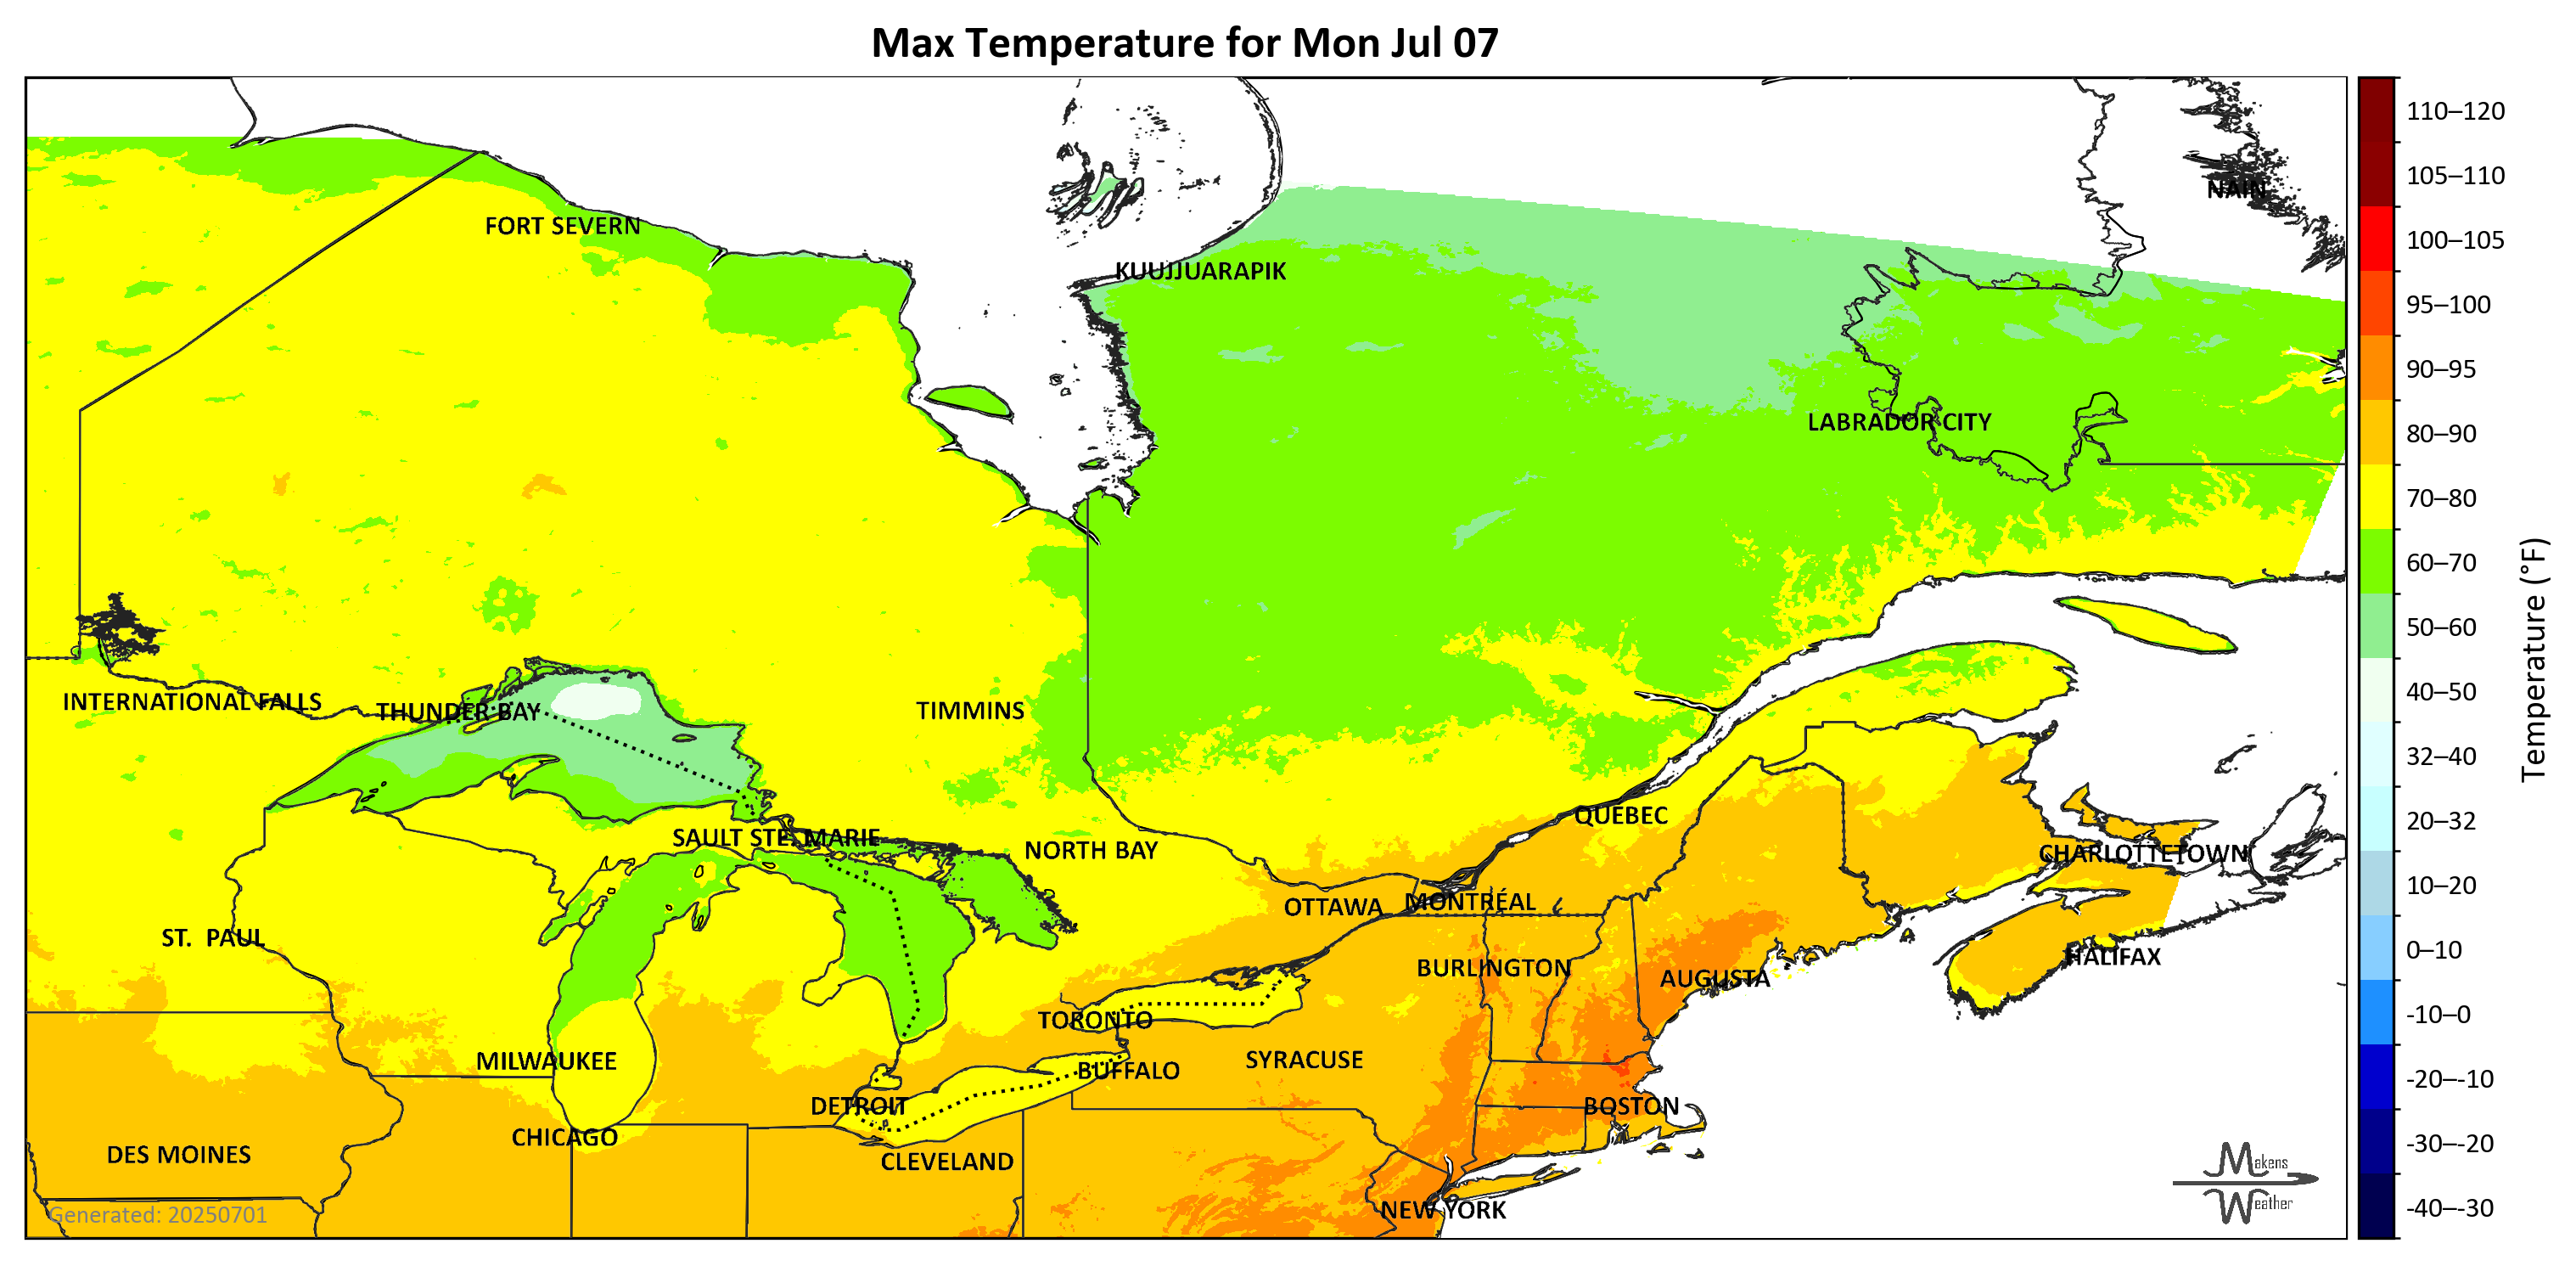 Max Temperature for Mon Jul 07
NAIN
FORT SEVERN
KUUJJUARAPIK
LABRADOR CITY
INTERNATIONAL FALLS
THUNDER BAY
TIMMINS
QUÉBEC
SAULT STE. MARIE
NORTH BAY
CHARLOTTETOWN
OTTAWA
MONTRÉAL
ST. PAUL
BURLINGTON
AUGUSTA
HALIFAX
TORONTO
MILWAUKEE
SYRACUSE
BUFFALO
DETROIT
BOSTON
CHICAGO
DES MOINES
CLEVELAND
NEW YORK
Generated: 20250701
Makens
Weather
110–120
105–110
100–105
95–100
90–95
80–90
70–80
60–70
50–60
40–50
32–40
20–32
10–20
0–10
-10–0
-20–-10
-30–-20
-40–-30
Temperature (°F)